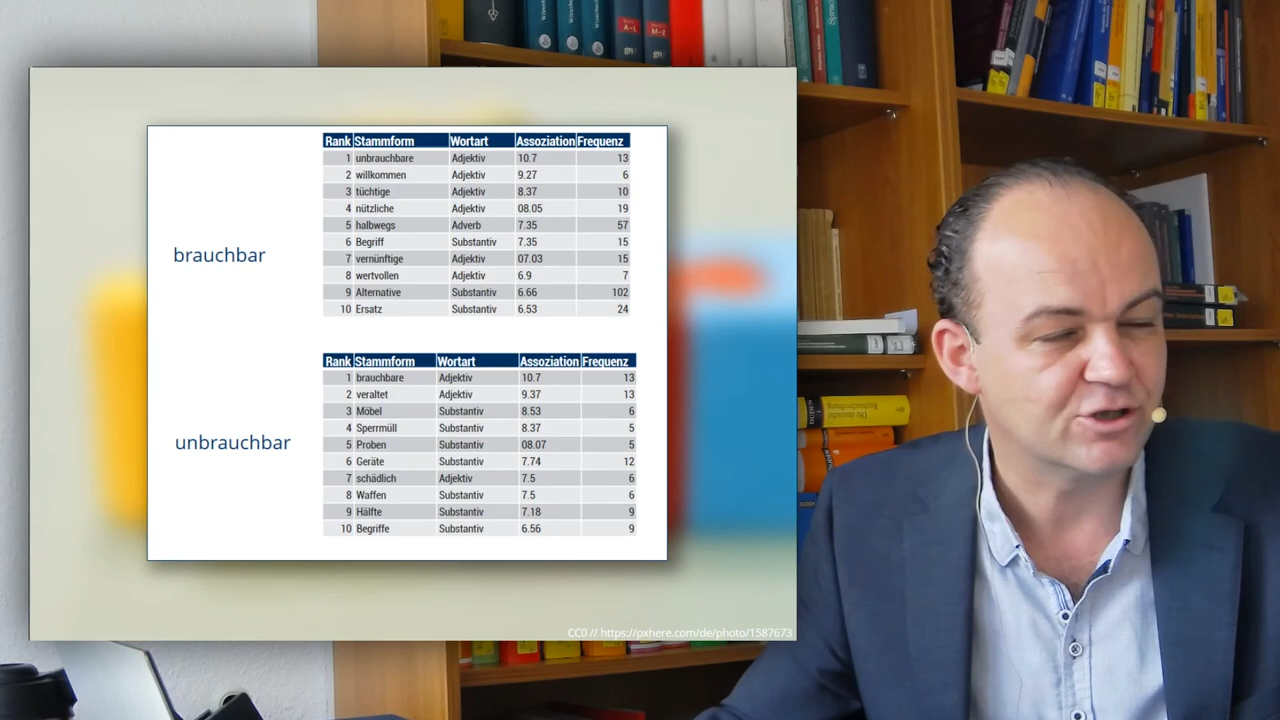 A-L
M-Z
brauchbar
Rank Stammform Wortart Assoziation Frequenz
1 unbrauchbare Adjektiv 10.7 13
2 willkommen Adjektiv 9.27 6
3 tüchtige Adjektiv 8.37 10
4 nützliche Adjektiv 08.05 19
5 halbwegs Adverb 7.35 57
6 Begriff Substantiv 7.35 15
7 vernünftige Adjektiv 07.03 15
8 wertvollen Adjektiv 6.9 7
9 Alternative Substantiv 6.66 102
10 Ersatz Substantiv 6.53 24
unbrauchbar
Rank Stammform Wortart Assoziation Frequenz
1 brauchbare Adjektiv 10.7 13
2 veraltet Adjektiv 9.37 13
3 Möbel Substantiv 8.53 6
4 Sperrmüll Substantiv 8.37 5
5 Proben Substantiv 08.07 5
6 Geräte Substantiv 7.74 12
7 schädlich Adjektiv 7.5 6
8 Waffen Substantiv 7.5 6
9 Hälfte Substantiv 7.18 9
10 Begriffe Substantiv 6.56 9
DUDEN
Die deutsche
Rechtschreibung
CC0 // https://pxhere.com/de/photo/1587673